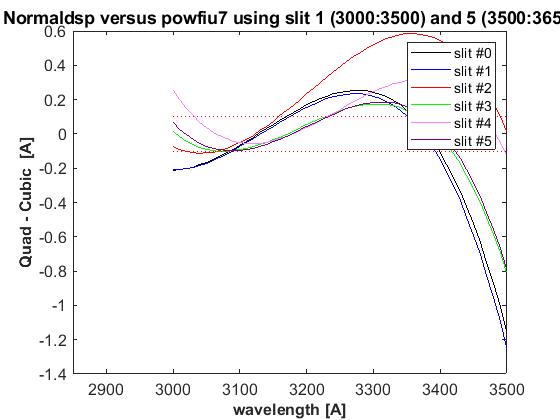 Normaldsp versus powfiu7 using slit 1 (3000:3500) and 5 (3500:365
0.6
0.4
0.2
0
-0.2
-0.4
-0.6
-0.8
-1
-1.2
-1.4
Quad - Cubic [A]
slit #0
slit #1
slit #2
slit #3
slit #4
slit #5
2900 3000 3100 3200 3300 3400 3500
wavelength [A]